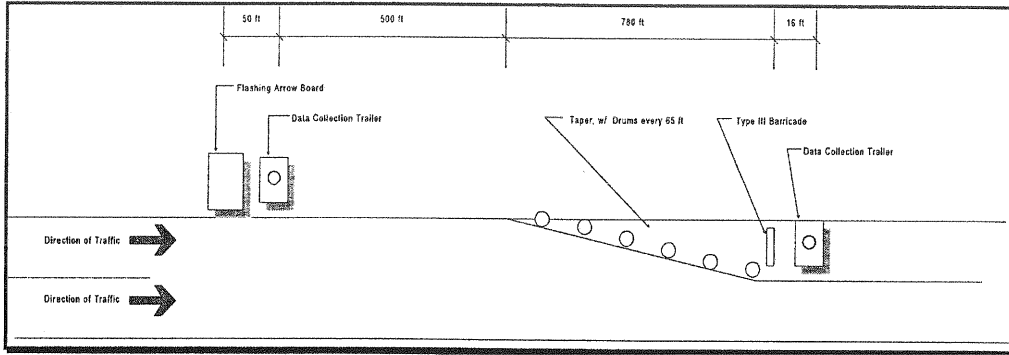 50 ft
500 ft
780 ft
16 ft
Flashing Arrow Board
Data Collection Trailer
Taper, w/ Drums every 65 ft
Type III Barricade
Data Collection Trailer
Direction of Traffic
Direction of Traffic